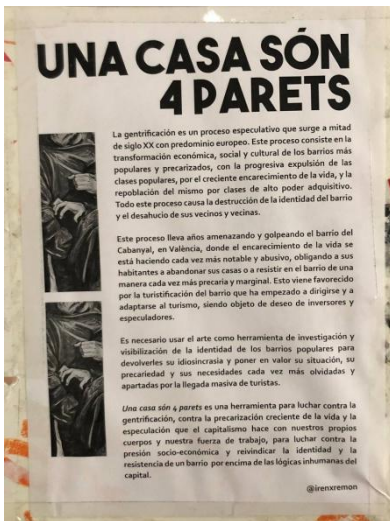 UNA CASA SÓN
4 PARETS
La gentrificación es un proceso especulativo que surge a mitad
de siglo XX con predominio europeo. Este proceso consiste en la
transformación económica, social y cultural de los barrios más
populares y precarizados, con la progresiva expulsión de las
clases populares, por el creciente encarecimiento de la vida, y la
repoblación del mismo por clases de alto poder adquisitivo.
Todo este proceso causa la destrucción de la identidad del barrio
y el desahucio de sus vecinos y vecinas.
Este proceso lleva años amenazando y golpeando el barrio del
Cabanyal, en València, donde el encarecimiento de la vida se
está haciendo cada vez más notable y abusivo, obligando a sus
habitantes a abandonar sus casas o a resistir en el barrio de una
manera cada vez más precaria y marginal. Esto viene favorecido
por la turistificación del barrio que ha empezado a dirigirse y a
adaptarse al turismo, siendo objeto de deseo de inversores y
especuladores.
Es necesario usar el arte como herramienta de investigación y
visibilización de la identidad de los barrios populares para
devolverles su idiosincrasia y poner en valor su situación, su
precariedad y sus necesidades cada vez más olvidadas y
apartadas por la llegada masiva de turistas.
Una casa són 4 parets es una herramienta para luchar contra la
gentrificación, contra la precarización creciente de la vida y la
especulación que el capitalismo hace con nuestros propios
cuerpos y nuestra fuerza de trabajo, para luchar contra la
presión socio-económica y reivindicar la identidad y la
resistencia de un barrio por encima de las lógicas inhumanas del
capital.
@irenxremon